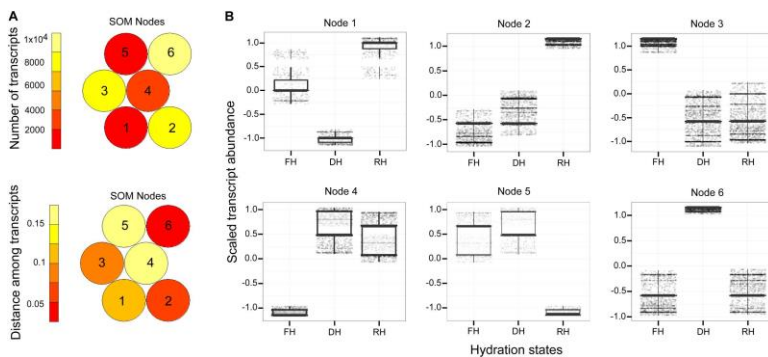 A
SOM Nodes
Number of transcripts
1x10⁴
8000
6000
4000
2000
5
6
3
4
1
2
SOM Nodes
Distance among transcripts
0.15
0.1
0.05
5
6
3
4
1
2
B
Scaled transcript abundance
Node 1
1.0
0.5
0.0
-0.5
-1.0
FH DH RH
Node 2
1.0
0.5
0.0
-0.5
-1.0
FH DH RH
Node 3
1.0
0.5
0.0
-0.5
-1.0
FH DH RH
Node 4
1.0
0.5
0.0
-0.5
-1.0
FH DH RH
Node 5
1.0
0.5
0.0
-0.5
-1.0
FH DH RH
Node 6
1.0
0.5
0.0
-0.5
-1.0
FH DH RH
Hydration states